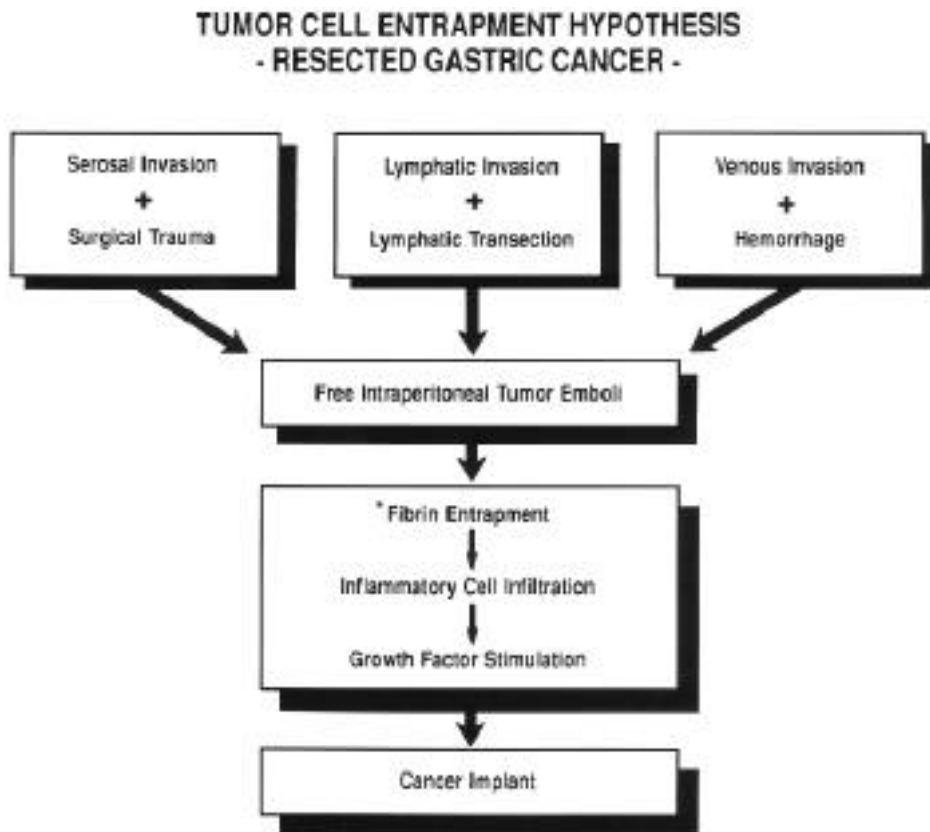 TUMOR CELL ENTRAPMENT HYPOTHESIS
- RESECTED GASTRIC CANCER -
Serosal Invasion
+
Surgical Trauma
Lymphatic Invasion
+
Lymphatic Transection
Venous Invasion
+
Hemorrhage
Free Intraperitoneal Tumor Emboli
* Fibrin Entrapment
Inflammatory Cell Infiltration
Growth Factor Stimulation
Cancer Implant